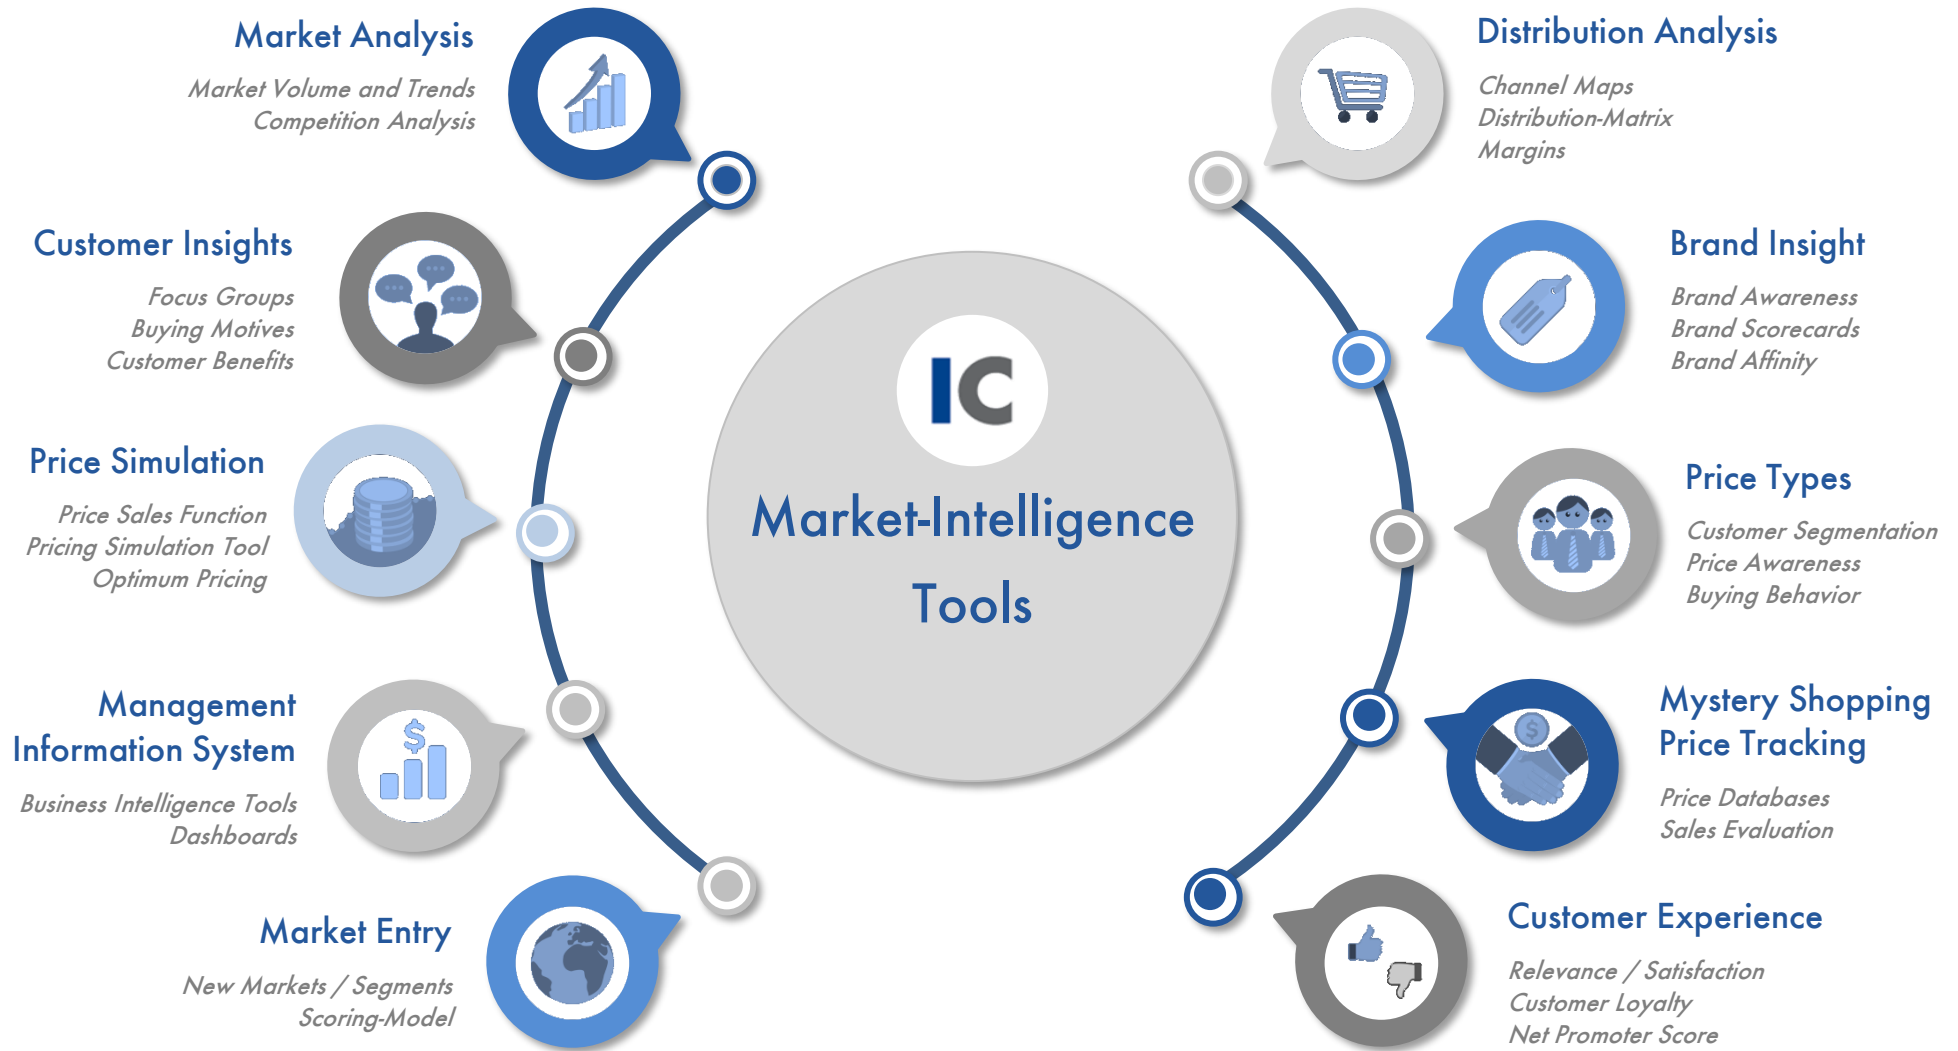 Market Analysis
Market Volume and Trends
Competition Analysis
Customer Insights
Focus Groups
Buying Motives
Customer Benefits
Price Simulation
Price Sales Function
Pricing Simulation Tool
Optimum Pricing
Management
Information System
$
Business Intelligence Tools
Dashboards
Market Entry
New Markets / Segments
Scoring-Model
IC
Market-Intelligence
Tools
Distribution Analysis
Channel Maps
Distribution-Matrix
Margins
Brand Insight
Brand Awareness
Brand Scorecards
Brand Affinity
Price Types
Customer Segmentation
Price Awareness
Buying Behavior
$
Mystery Shopping
Price Tracking
Price Databases
Sales Evaluation
Customer Experience
Relevance / Satisfaction
Customer Loyalty
Net Promoter Score